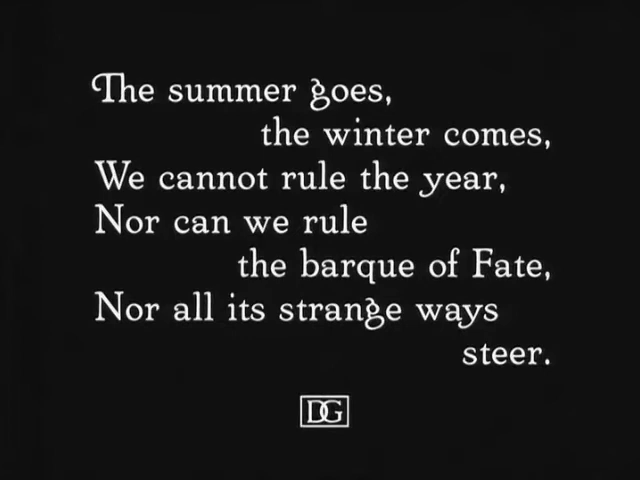 The summer goes,
the winter comes,
We cannot rule the year,
Nor can we rule
the barque of Fate,
Nor all its strange ways
steer.
DG